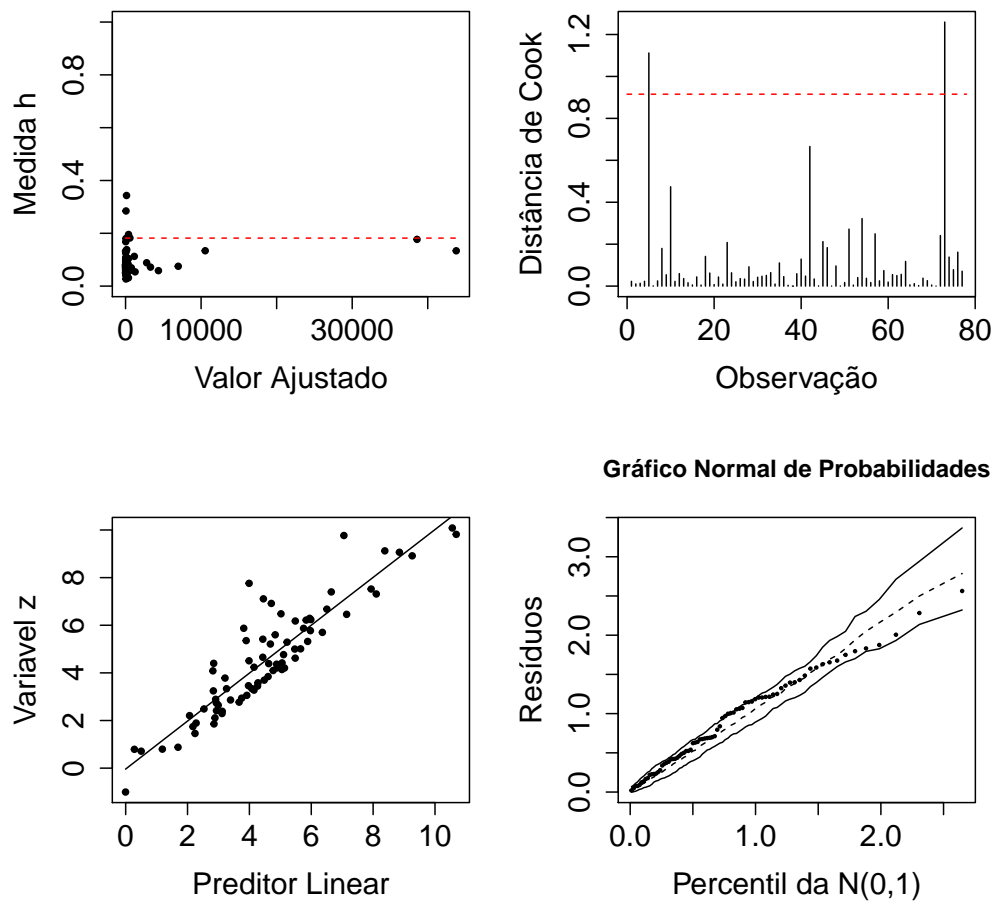 Medida h
0.0 0.4 0.8
0 10000 30000
Valor Ajustado
Distância de Cook
0.0 0.4 0.8 1.2
0 20 40 60 80
Observação
Variavel z
0 2 4 6 8
0 2 4 6 8 10
Preditor Linear
Gráfico Normal de Probabilidades
Resíduos
0.0 1.0 2.0 3.0
0.0 1.0 2.0
Percentil da N(0,1)